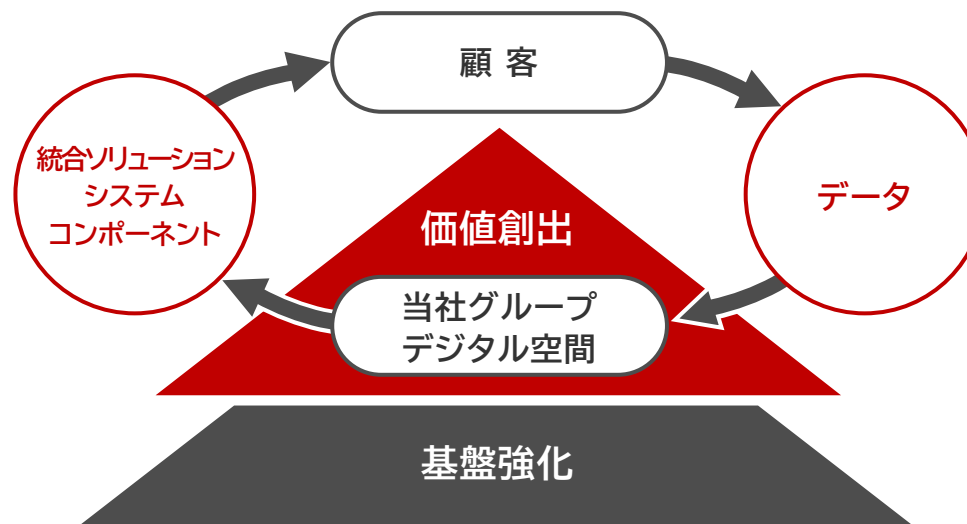 顧 客
統合ソリューション
システム
コンポーネント
データ
価値創出
当社グループ
デジタル空間
基盤強化